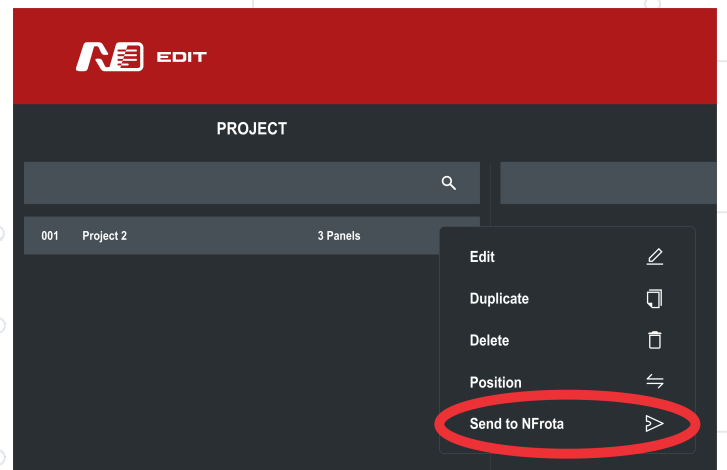 N EDIT
PROJECT
001 Project 2 3 Panels
Edit
Duplicate
Delete
Position
Send to NFrota